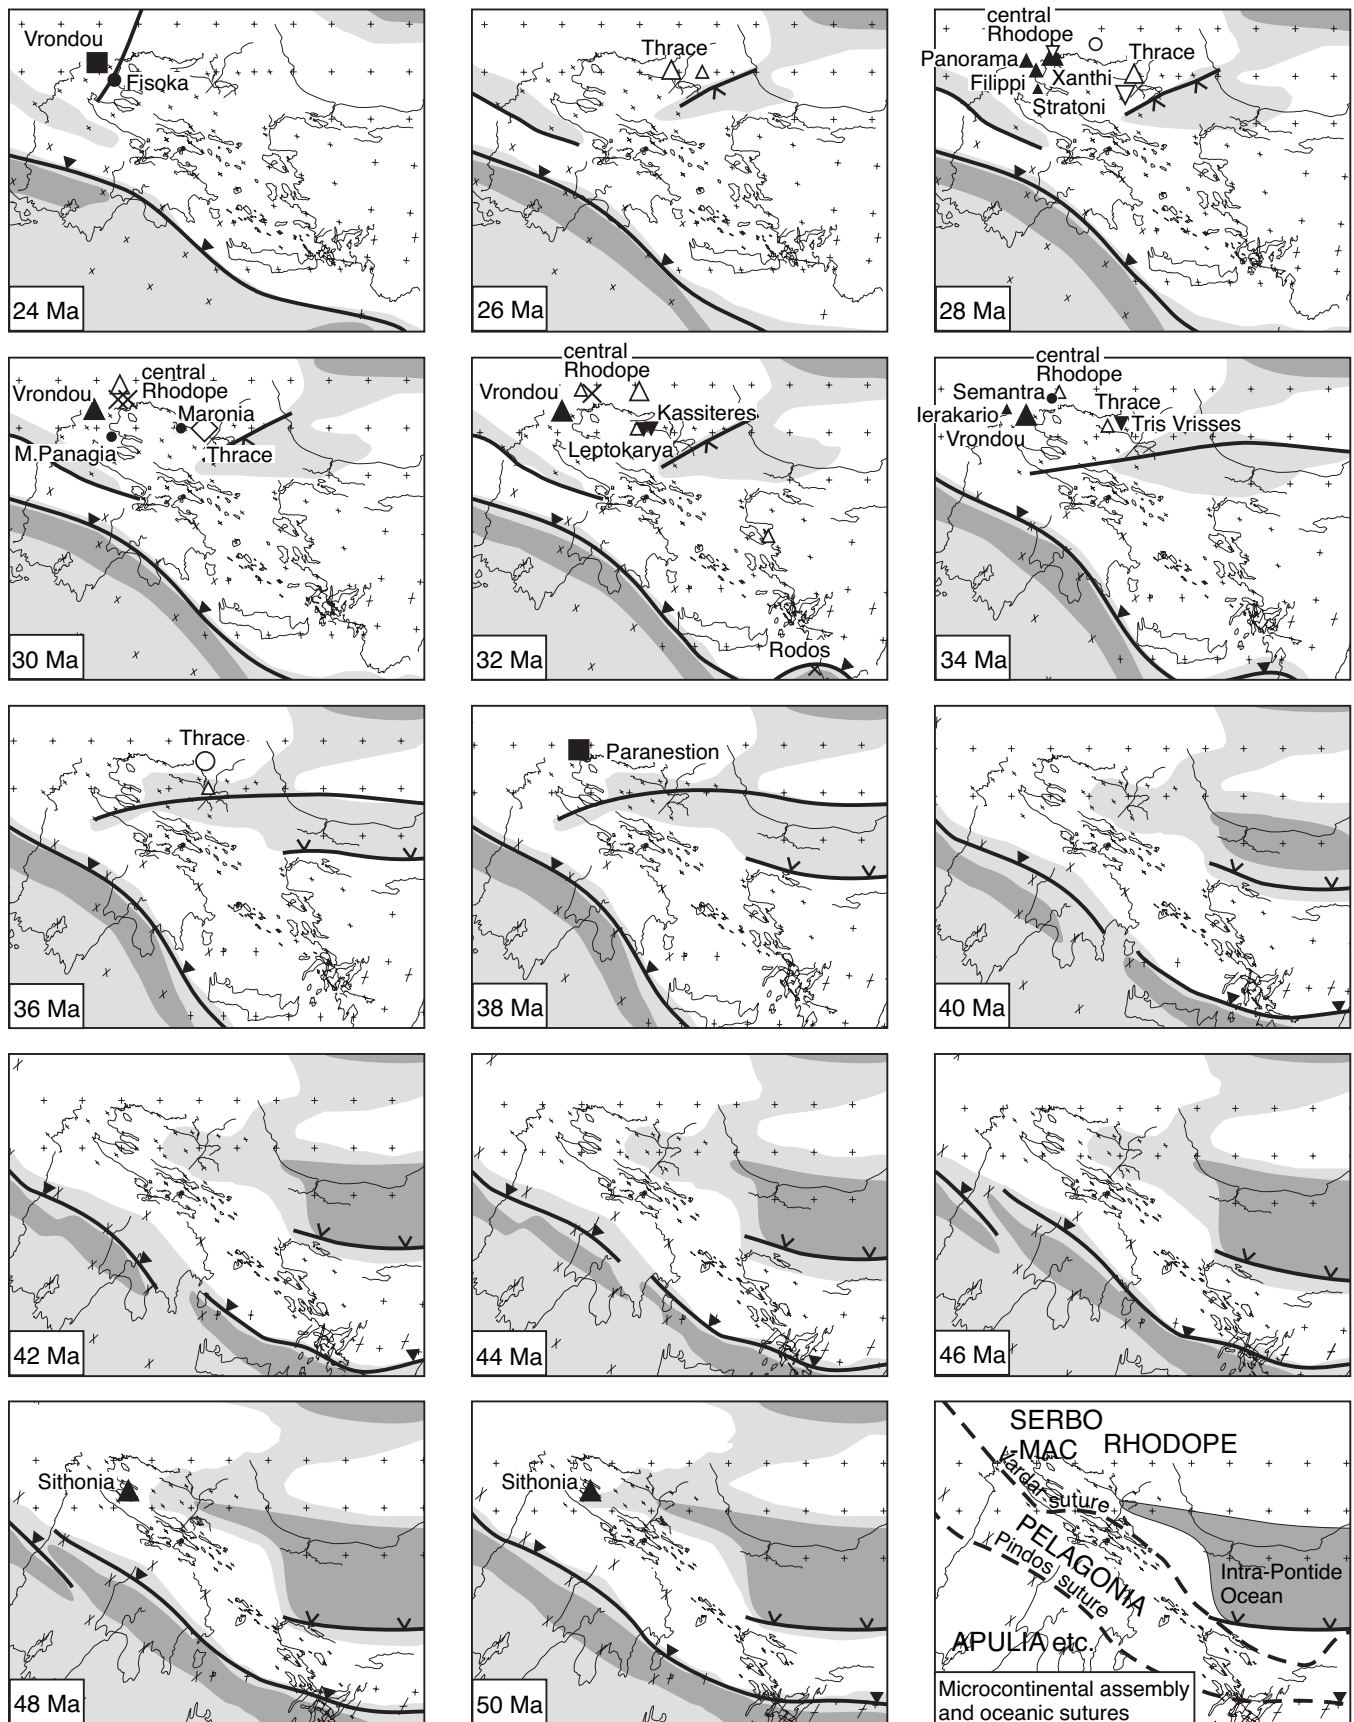 Vrondou
Fisoka
24 Ma
Thrace
26 Ma
central
Rhodope
Panorama
Thrace
Filippi
Xanthi
Stratoni
28 Ma
central
Rhodope
Vrondou
Maronia
M.Panagia
Thrace
30 Ma
central
Rhodope
Vrondou
Kassiteres
Leptokarya
Rodos
32 Ma
central
Rhodope
Semantra
Ierakario
Thrace
Tris Vrisses
Vrondou
34 Ma
Thrace
36 Ma
Paranestion
38 Ma
40 Ma
42 Ma
44 Ma
46 Ma
Sithonia
48 Ma
Sithonia
50 Ma
SERBO
-MAC
RHODOPE
Vardar suture
PELAGONIA
Pindos suture
Intra-Pontide
Ocean
APULIA etc.
Microcontinental assembly
and oceanic sutures